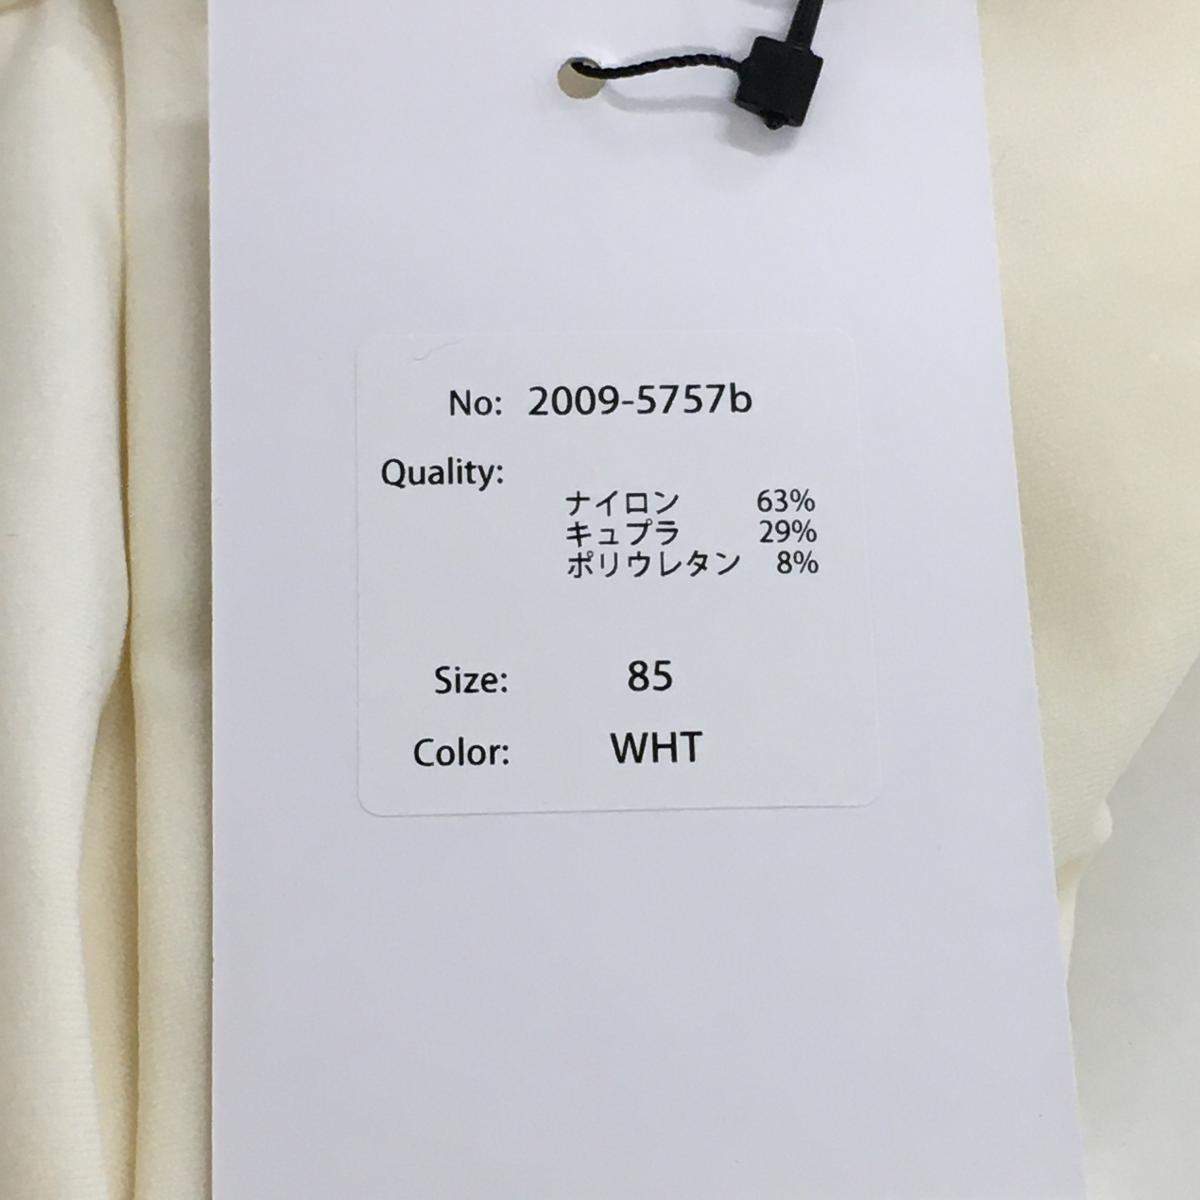 No: 2009-5757b
Quality:
ナイロン 63%
キュプラ 29%
ポリウレタン 8%
Size: 85
Color: WHT